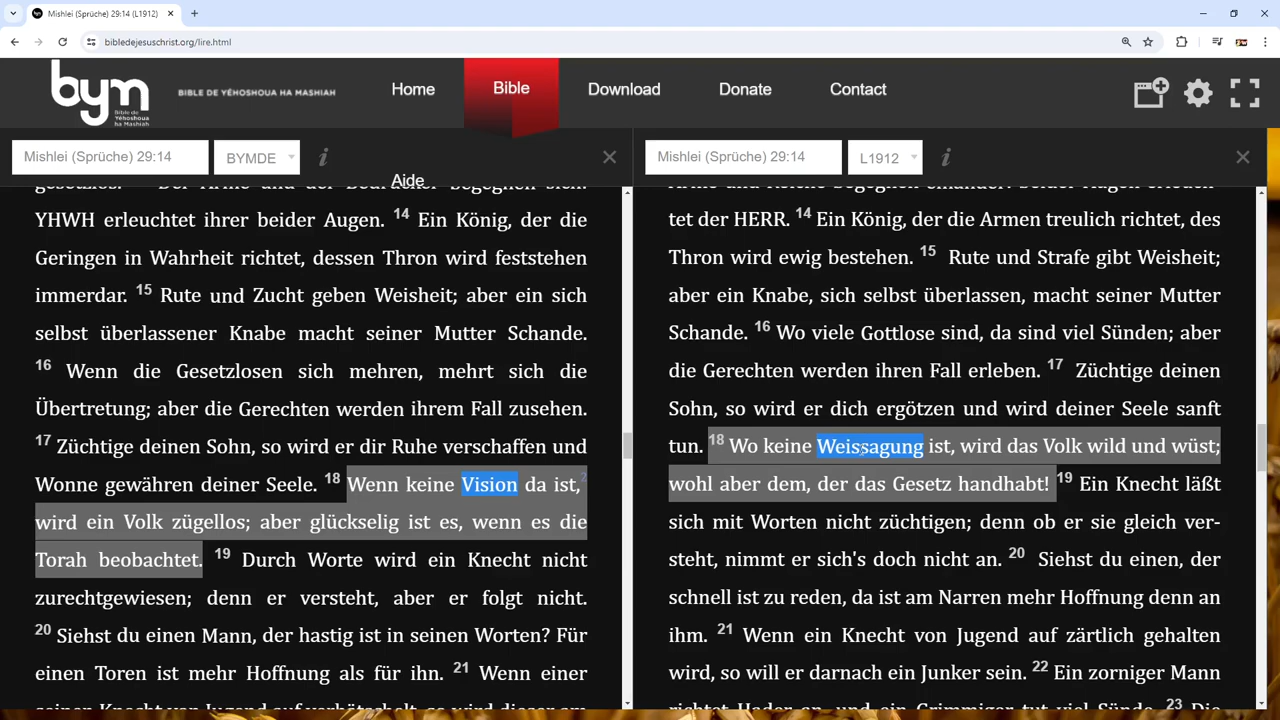 Mishlei (Sprüche) 29:14 (L1912)
bibledejesuschrist.org/lire.html
bym
Bible de
Yéhoshoua
ha Mashiah
BIBLE DE YÉHOSHOUA HA MASHIAH
Home
Bible
Download
Donate
Contact
Mishlei (Sprüche) 29:14
BYMDE
Aide
YHWH erleuchtet ihrer beider Augen. 14 Ein König, der die
Geringen in Wahrheit richtet, dessen Thron wird feststehen
immerdar. 15 Rute und Zucht geben Weisheit; aber ein sich
selbst überlassener Knabe macht seiner Mutter Schande.
16 Wenn die Gesetzlosen sich mehren, mehrt sich die
Übertretung; aber die Gerechten werden ihrem Fall zusehen.
17 Züchtige deinen Sohn, so wird er dir Ruhe verschaffen und
Wonne gewähren deiner Seele. 18 Wenn keine Vision da ist,2
wird ein Volk zügellos; aber glückselig ist es, wenn es die
Torah beobachtet. 19 Durch Worte wird ein Knecht nicht
zurechtgewiesen; denn er versteht, aber er folgt nicht.
20 Siehst du einen Mann, der hastig ist in seinen Worten? Für
einen Toren ist mehr Hoffnung als für ihn. 21 Wenn einer
Mishlei (Sprüche) 29:14
L1912
tet der HERR. 14 Ein König, der die Armen treulich richtet, des
Thron wird ewig bestehen. 15 Rute und Strafe gibt Weisheit;
aber ein Knabe, sich selbst überlassen, macht seiner Mutter
Schande. 16 Wo viele Gottlose sind, da sind viel Sünden; aber
die Gerechten werden ihren Fall erleben. 17 Züchtige deinen
Sohn, so wird er dich ergötzen und wird deiner Seele sanft
tun. 18 Wo keine Weissagung ist, wird das Volk wild und wüst;
wohl aber dem, der das Gesetz handhabt! 19 Ein Knecht läßt
sich mit Worten nicht züchtigen; denn ob er sie gleich ver-
steht, nimmt er sich's doch nicht an. 20 Siehst du einen, der
schnell ist zu reden, da ist am Narren mehr Hoffnung denn an
ihm. 21 Wenn ein Knecht von Jugend auf zärtlich gehalten
wird, so will er darnach ein Junker sein. 22 Ein zorniger Mann